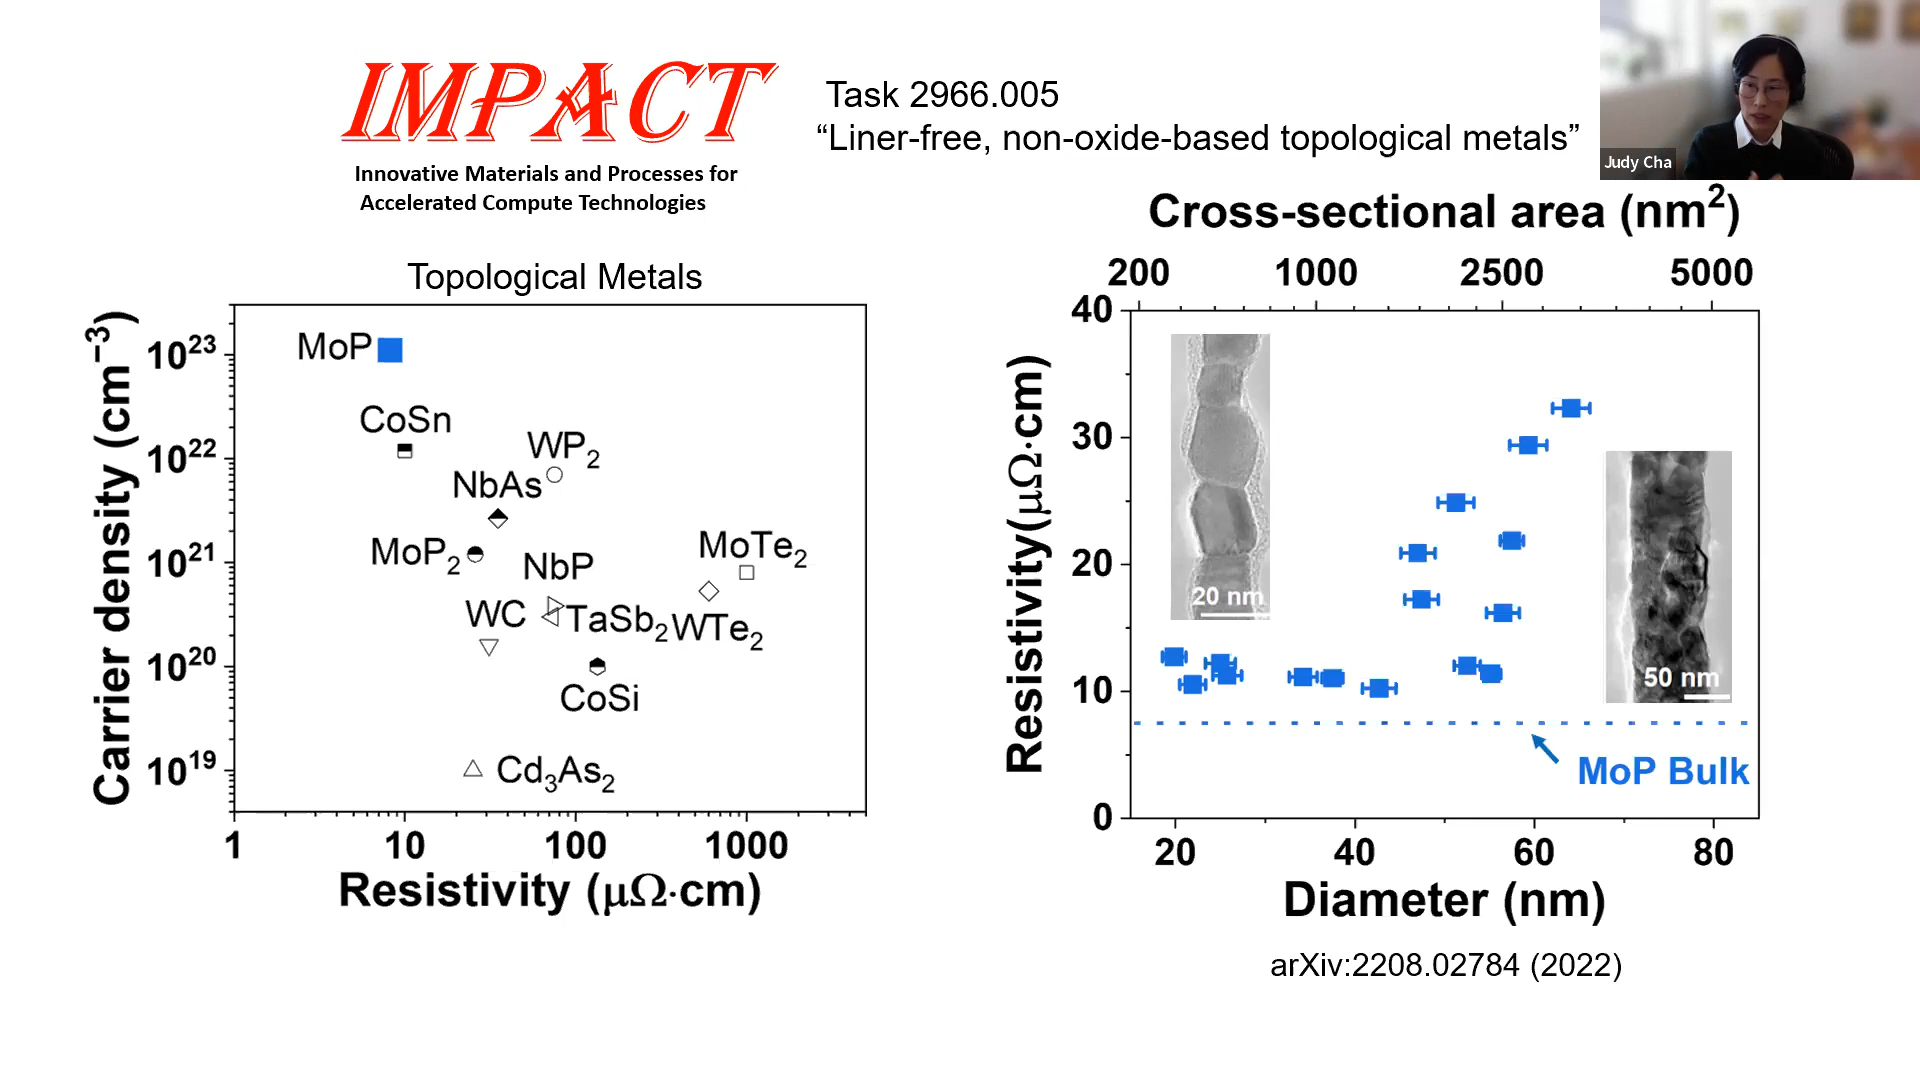 IMPACT
Innovative Materials and Processes for
Accelerated Compute Technologies
Task 2966.005
“Liner-free, non-oxide-based topological metals”
Judy Cha
Topological Metals
Carrier density (cm⁻³)
10²³
10²²
10²¹
10²⁰
10¹⁹
MoP
CoSn
WP₂
NbAs
MoP₂
NbP
MoTe₂
WC
TaSb₂
WTe₂
CoSi
Cd₃As₂
1 10 100 1000
Resistivity (μΩ·cm)
Cross-sectional area (nm²)
200 1000 2500 5000
Resistivity(μΩ·cm)
40
30
20
10
0
20 nm
50 nm
MoP Bulk
20 40 60 80
Diameter (nm)
arXiv:2208.02784 (2022)